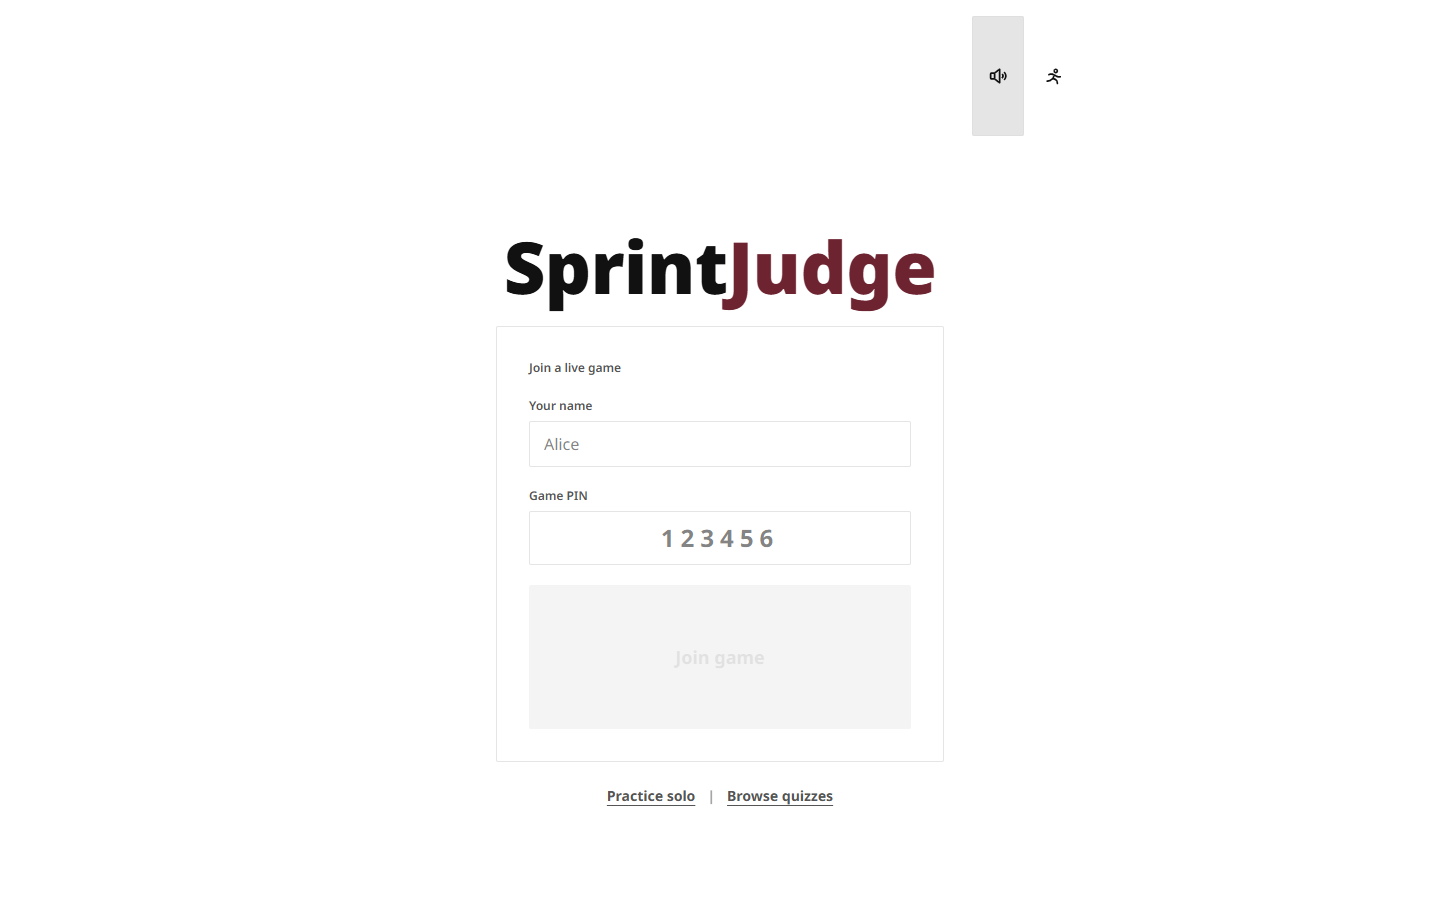 SprintJudge
Join a live game
Your name
Alice
Game PIN
123456
Join game
Practice solo | Browse quizzes